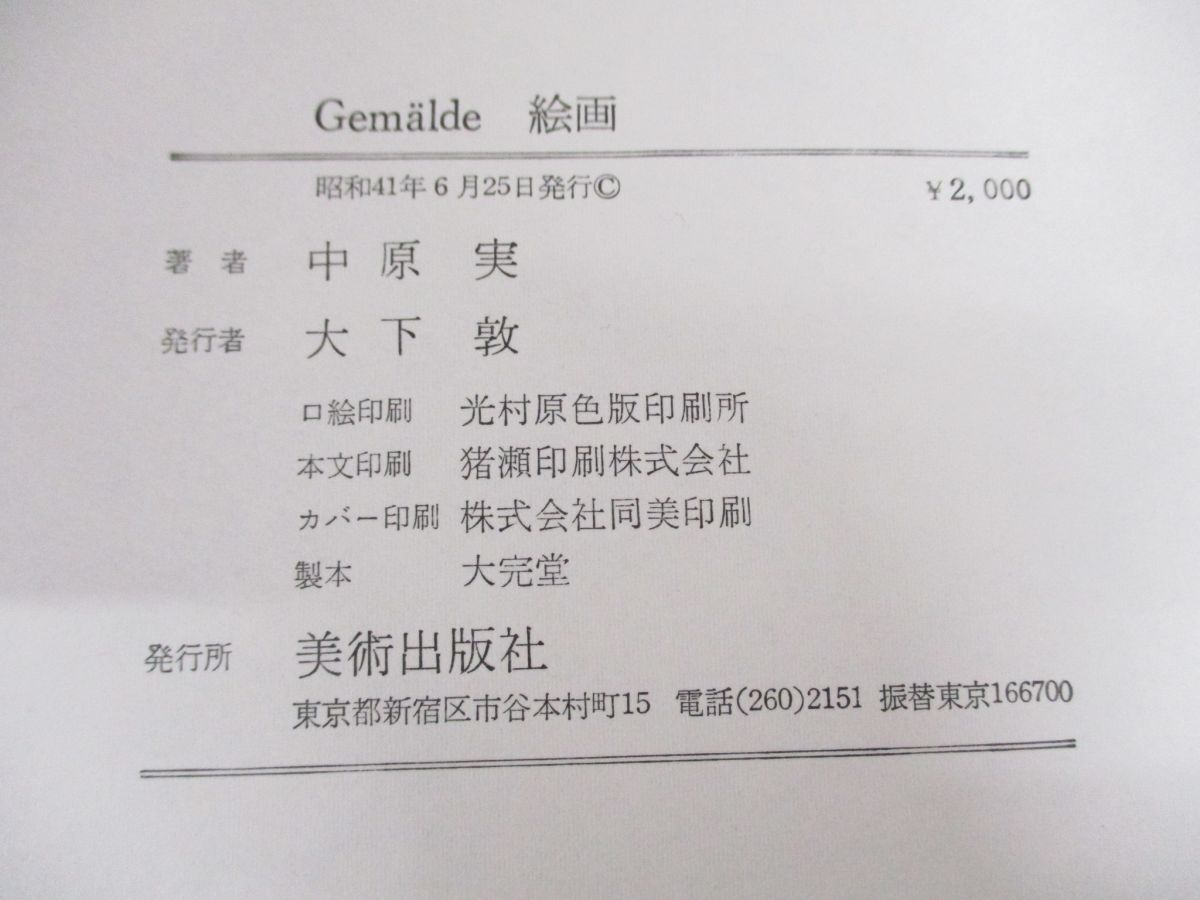 Gemälde 絵画
昭和41年6月25日発行© ¥2,000
著者 中原 実
発行者 大下 敦
口絵印刷 光村原色版印刷所
本文印刷 猪瀬印刷株式会社
カバー印刷 株式会社同美印刷
製本 大完堂
発行所 美術出版社
東京都新宿区市谷本村町15 電話(260)2151 振替東京166700